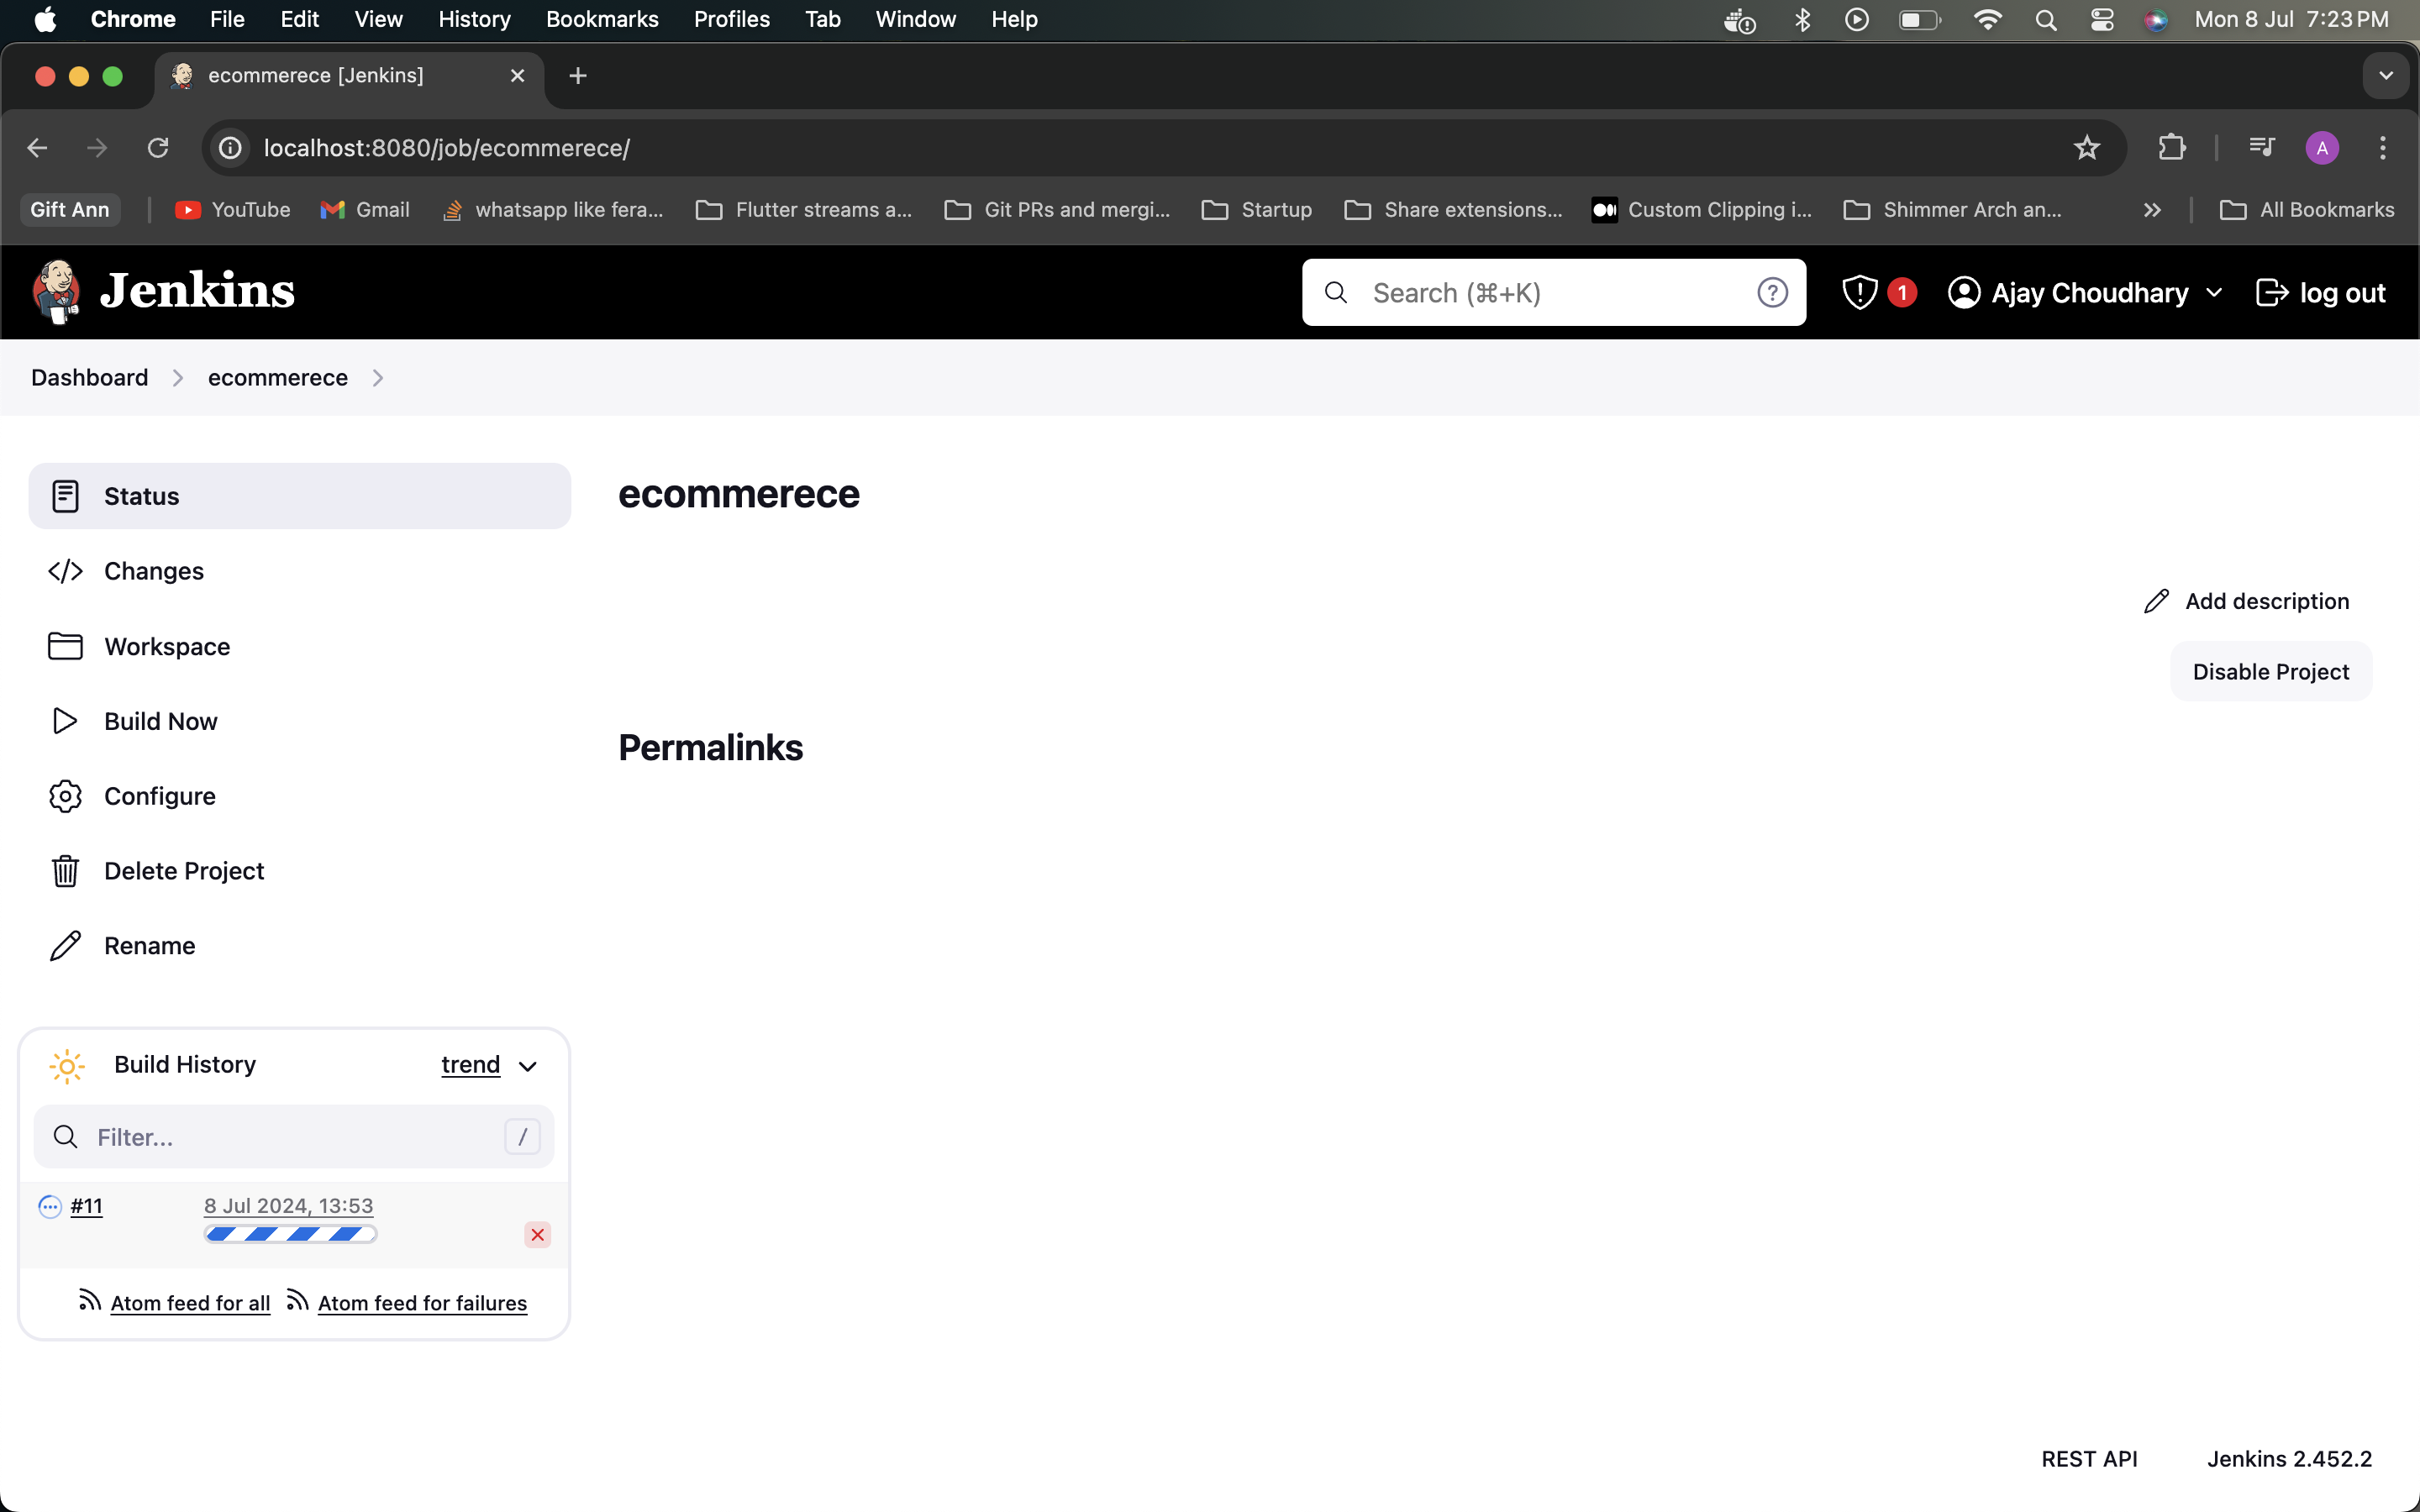 Chrome File Edit View History Bookmarks Profiles Tab Window Help Mon 8 Jul 7:23 PM
ecommerece [Jenkins]
localhost:8080/job/ecommerece/ A
Gift Ann YouTube Gmail whatsapp like fera... Flutter streams a... Git PRs and mergi... Startup Share extensions... Custom Clipping i... Shimmer Arch an... All Bookmarks
Jenkins Search (⌘+K) ? 1 Ajay Choudhary log out
Dashboard ecommerece
Status
Changes
Workspace
Build Now
Configure
Delete Project
Rename
ecommerece
Add description
Disable Project
Permalinks
Build History trend
Filter... /
#11 8 Jul 2024, 13:53
Atom feed for all Atom feed for failures
REST API Jenkins 2.452.2